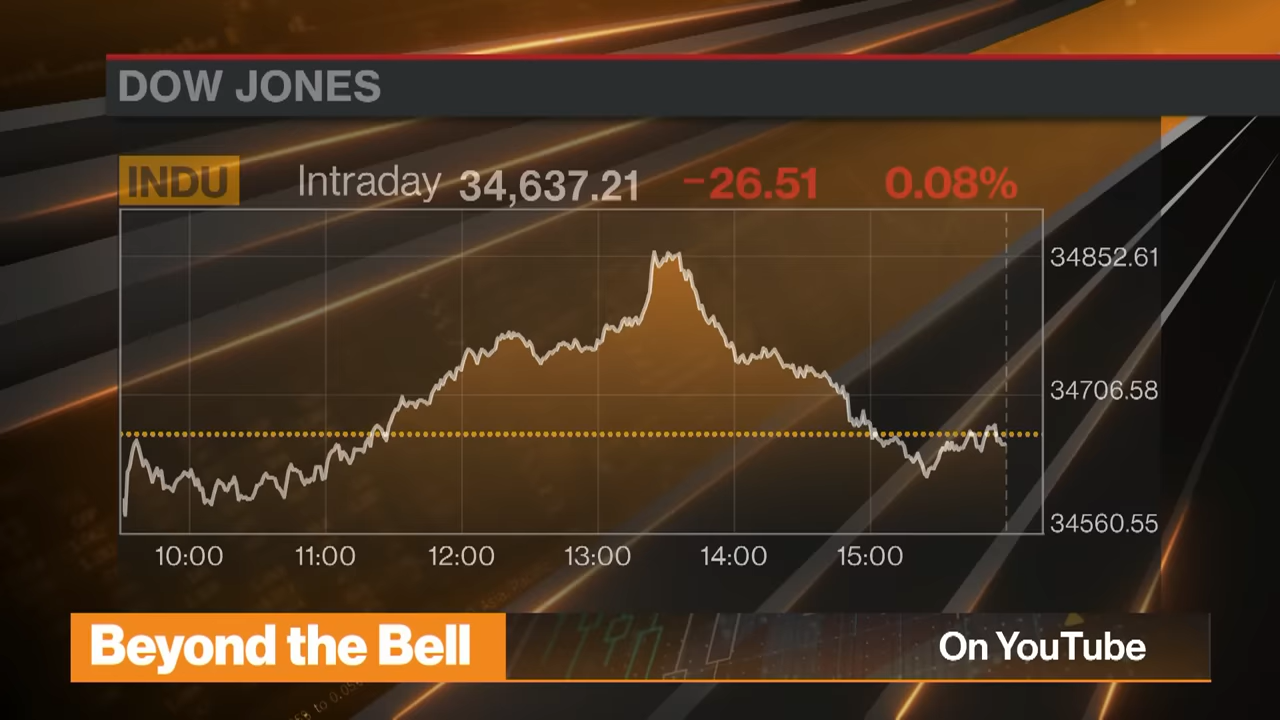 DOW JONES
INDU Intraday 34,637.21 −26.51 0.08%
34852.61
34706.58
34560.55
10:00 11:00 12:00 13:00 14:00 15:00
Beyond the Bell On YouTube